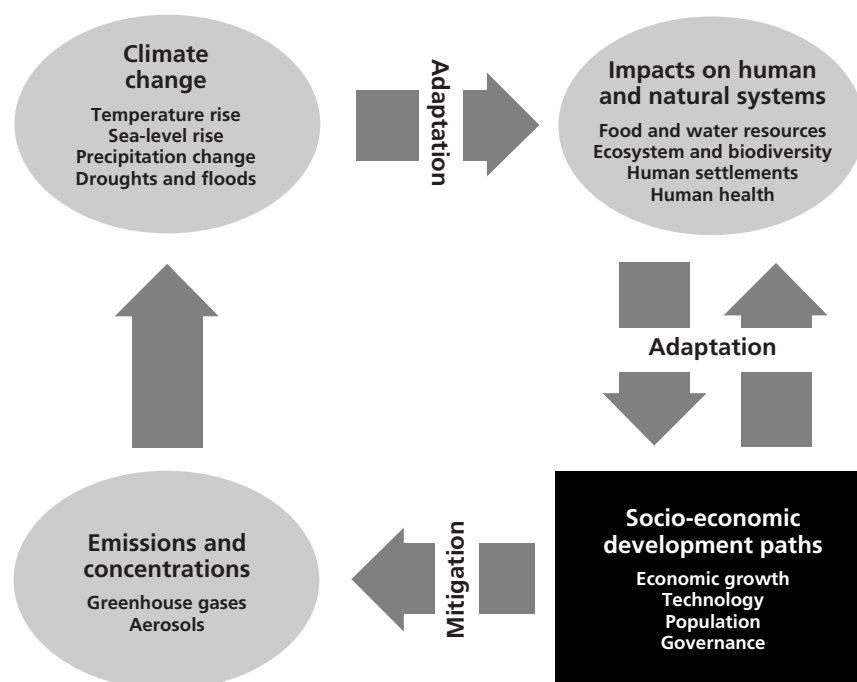 Climate
change
Temperature rise
Sea-level rise
Precipitation change
Droughts and floods
Adaptation
Impacts on human
and natural systems
Food and water resources
Ecosystem and biodiversity
Human settlements
Human health
Adaptation
Emissions and
concentrations
Greenhouse gases
Aerosols
Mitigation
Socio-economic
development paths
Economic growth
Technology
Population
Governance